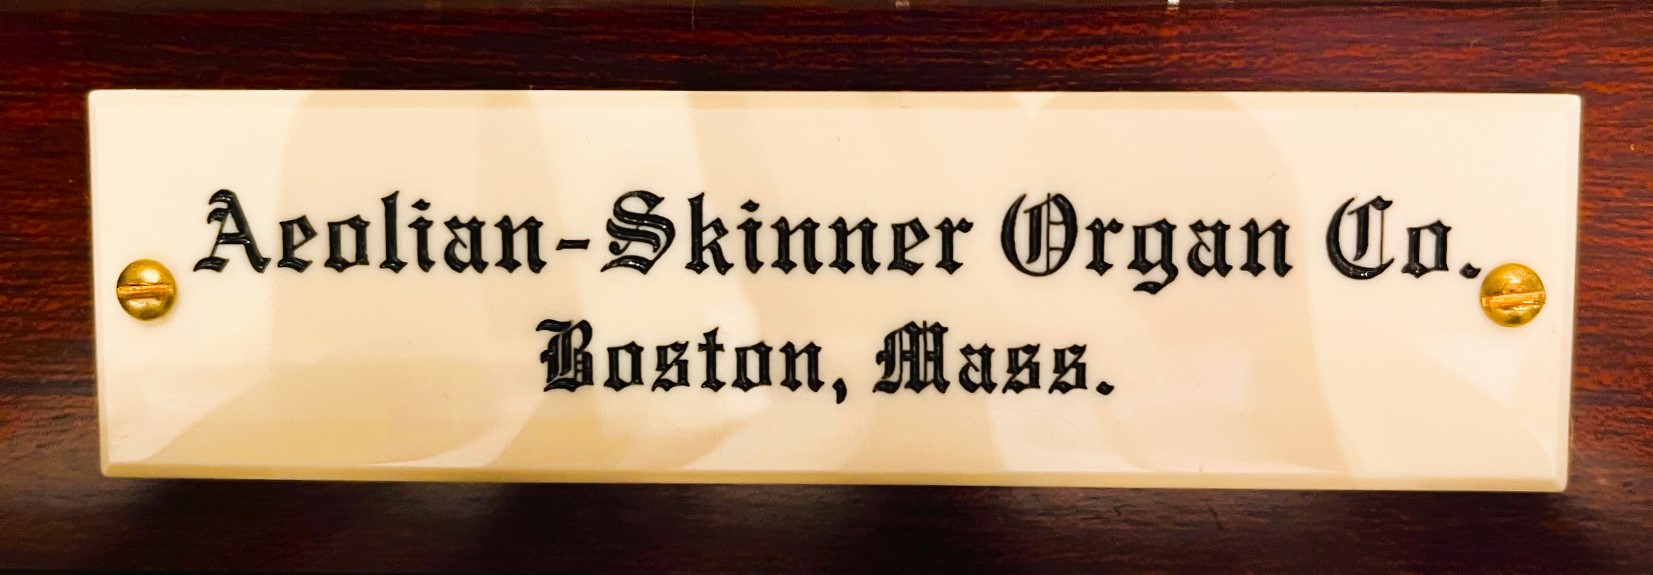 Aeolian-Skinner Organ Co.
Boston, Mass.